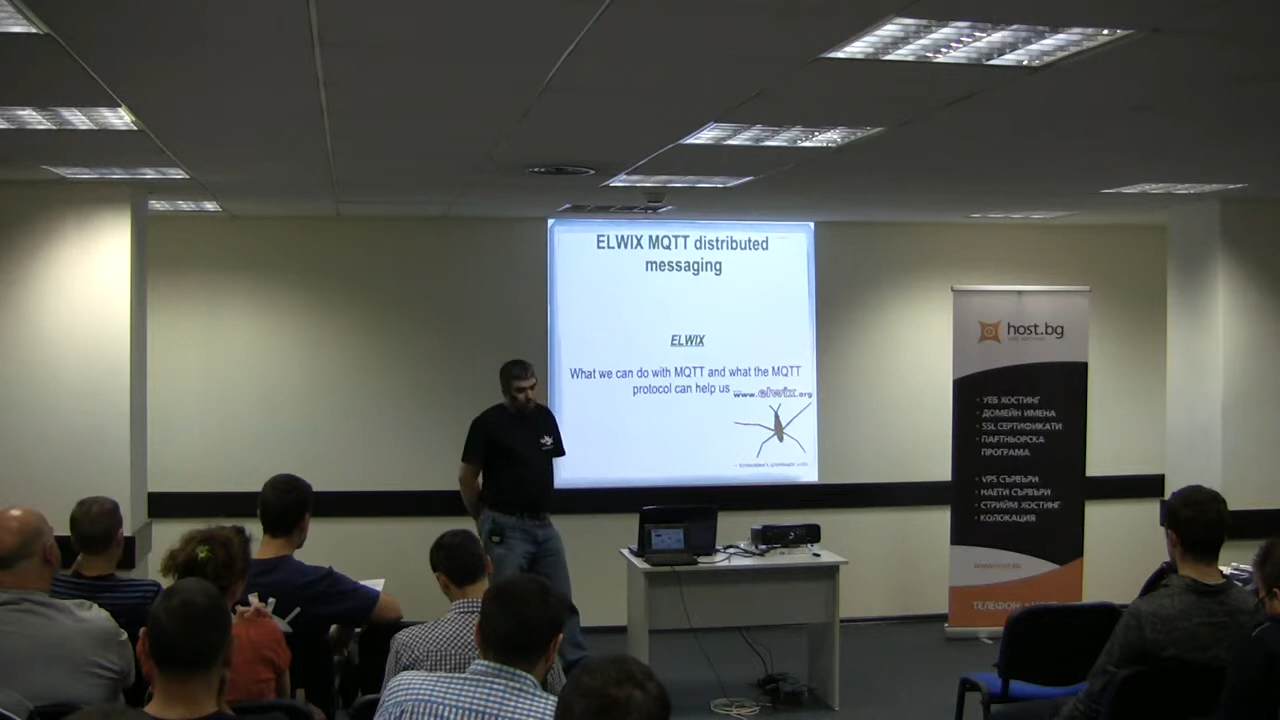 ELWIX MQTT distributed
messaging
ELWIX
What we can do with MQTT and what the MQTT
protocol can help us ...
www.elwix.org
host.bg
• УЕБ ХОСТИНГ
• ДОМЕЙН ИМЕНА
• SSL СЕРТИФИКАТИ
• ПАРТНЬОРСКА
ПРОГРАМА
• VPS СЪРВЪРИ
• НАЕТИ СЪРВЪРИ
• СТРИЙМ ХОСТИНГ
• КОЛОКАЦИЯ
ТЕЛЕФОН